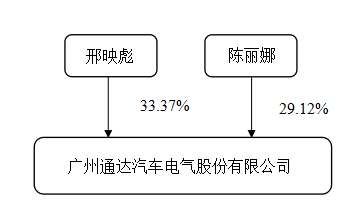 邢映彪
陈丽娜
33.37%
29.12%
广州通达汽车电气股份有限公司